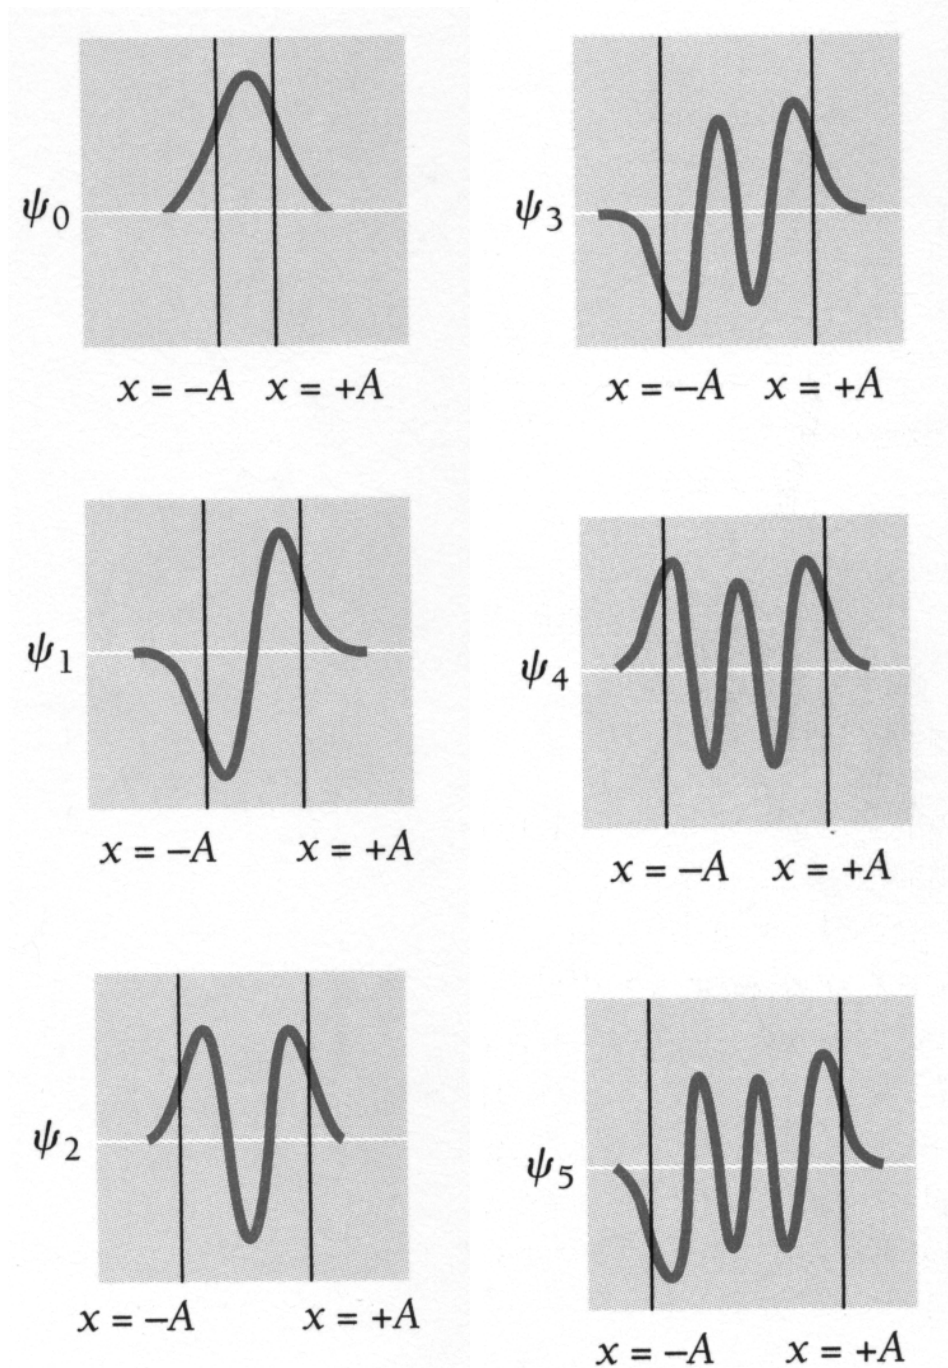 ψ0
x = –A x = +A
ψ1
x = –A x = +A
ψ2
x = –A x = +A
ψ3
x = –A x = +A
ψ4
x = –A x = +A
ψ5
x = –A x = +A